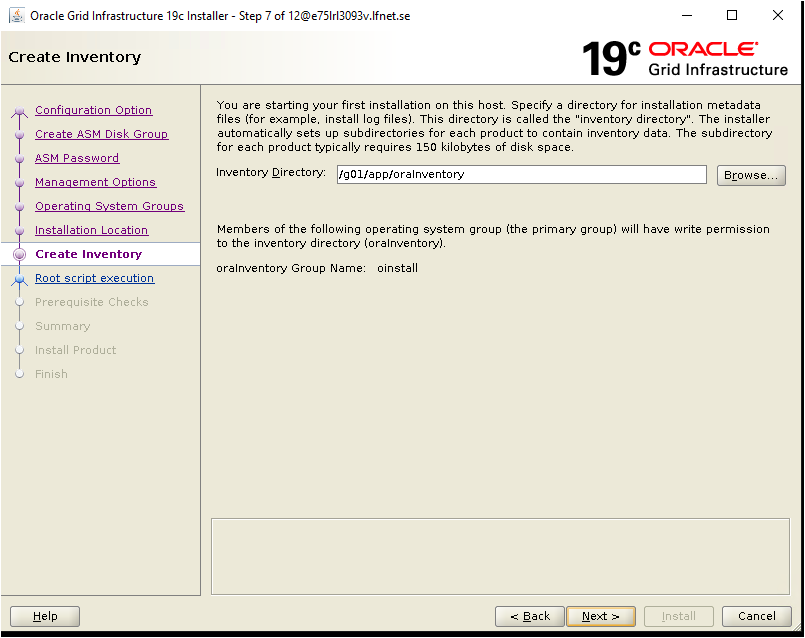 Oracle Grid Infrastructure 19c Installer - Step 7 of 12@e75lrl3093v.lfnet.se
Create Inventory
19c ORACLE
Grid Infrastructure
Configuration Option
Create ASM Disk Group
ASM Password
Management Options
Operating System Groups
Installation Location
Create Inventory
Root script execution
Prerequisite Checks
Summary
Install Product
Finish
You are starting your first installation on this host. Specify a directory for installation metadata
files (for example, install log files). This directory is called the "inventory directory". The installer
automatically sets up subdirectories for each product to contain inventory data. The subdirectory
for each product typically requires 150 kilobytes of disk space.
Inventory Directory: /g01/app/oraInventory Browse...
Members of the following operating system group (the primary group) will have write permission
to the inventory directory (oraInventory).
oraInventory Group Name: oinstall
Help < Back Next > Install Cancel